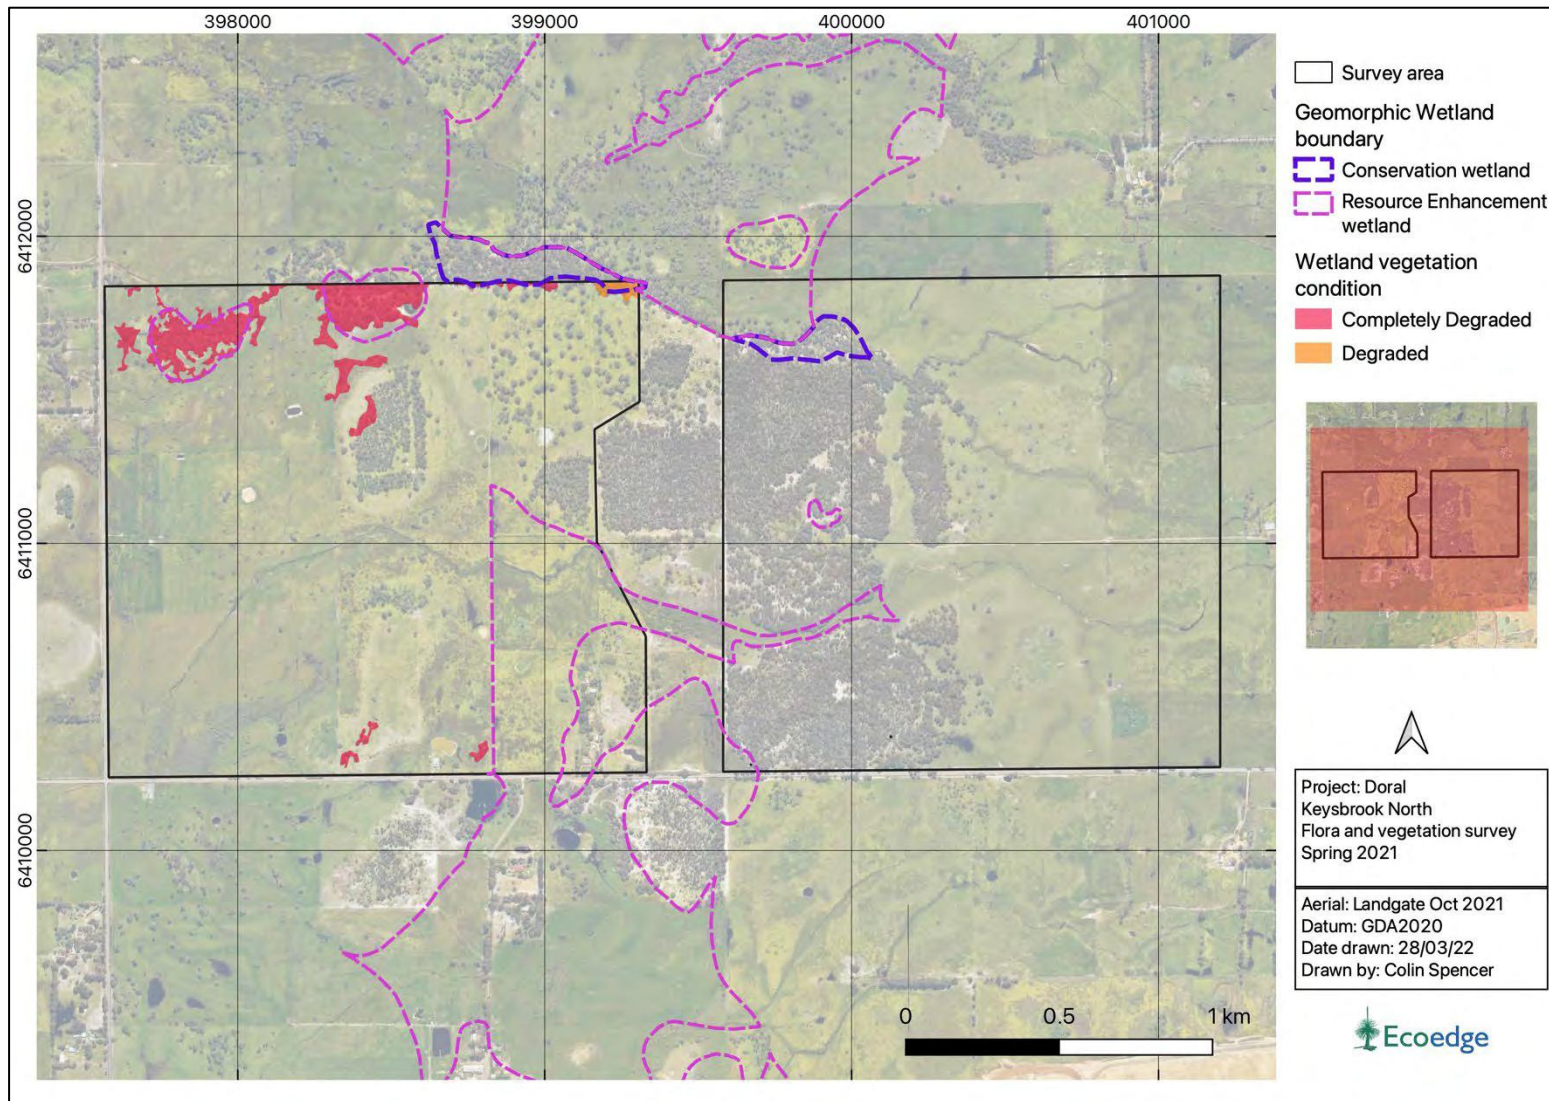 398000
399000
400000
401000
6412000
6411000
6410000
Survey area
Geomorphic Wetland
boundary
Conservation wetland
Resource Enhancement
wetland
Wetland vegetation
condition
Completely Degraded
Degraded
Project: Doral
Keysbrook North
Flora and vegetation survey
Spring 2021
Aerial: Landgate Oct 2021
Datum: GDA2020
Date drawn: 28/03/22
Drawn by: Colin Spencer
0
0.5
1 km
Ecoedge